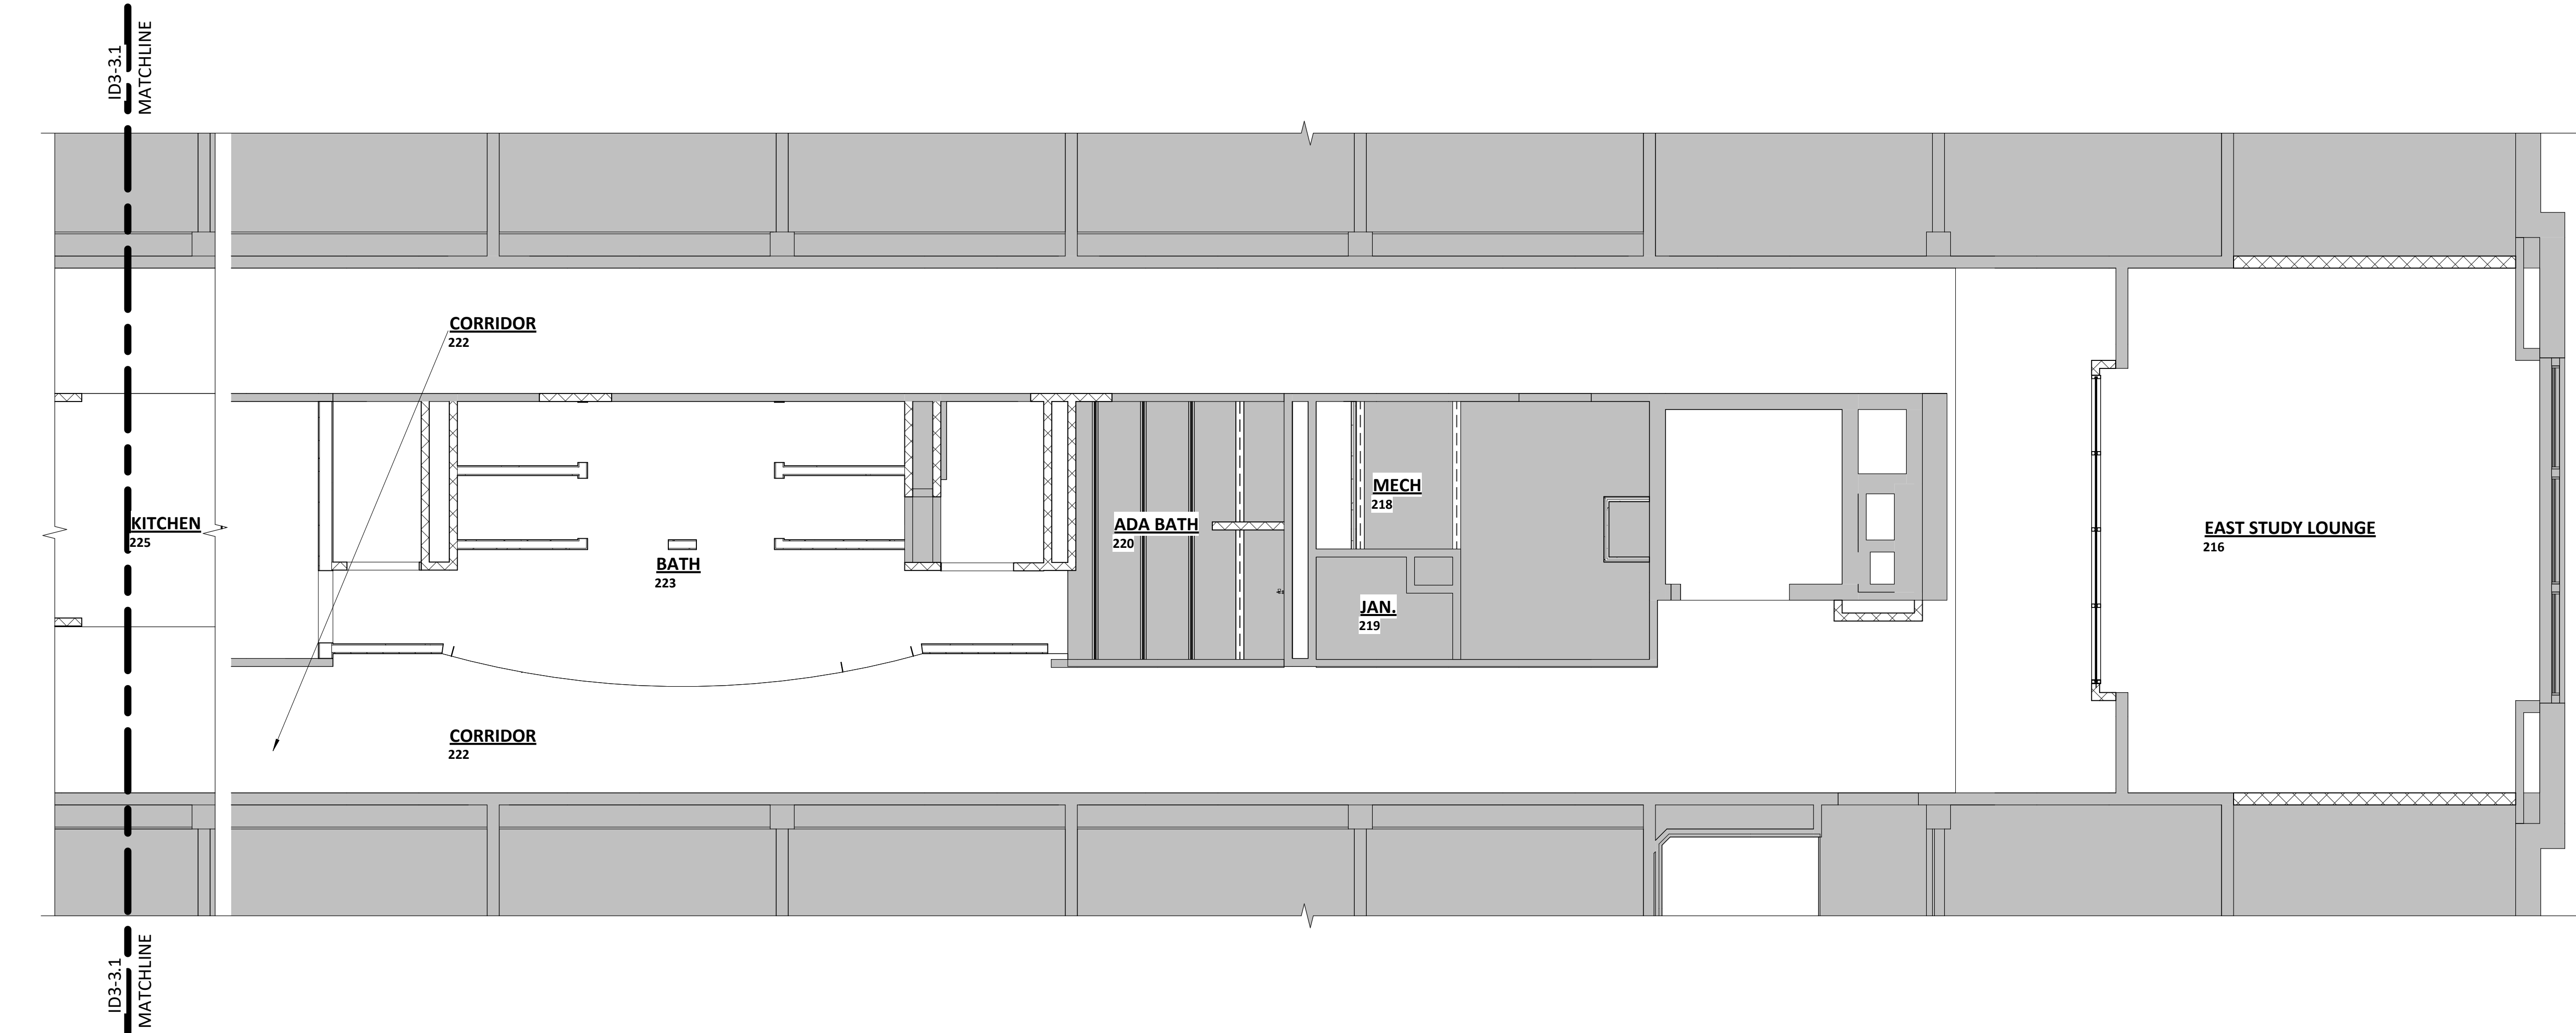 ID3-3.1
MATCHLINE
CORRIDOR
222
KITCHEN
225
BATH
223
ADA BATH
220
MECH
218
JAN.
219
EAST STUDY LOUNGE
216
CORRIDOR
222
ID3-3.1
MATCHLINE